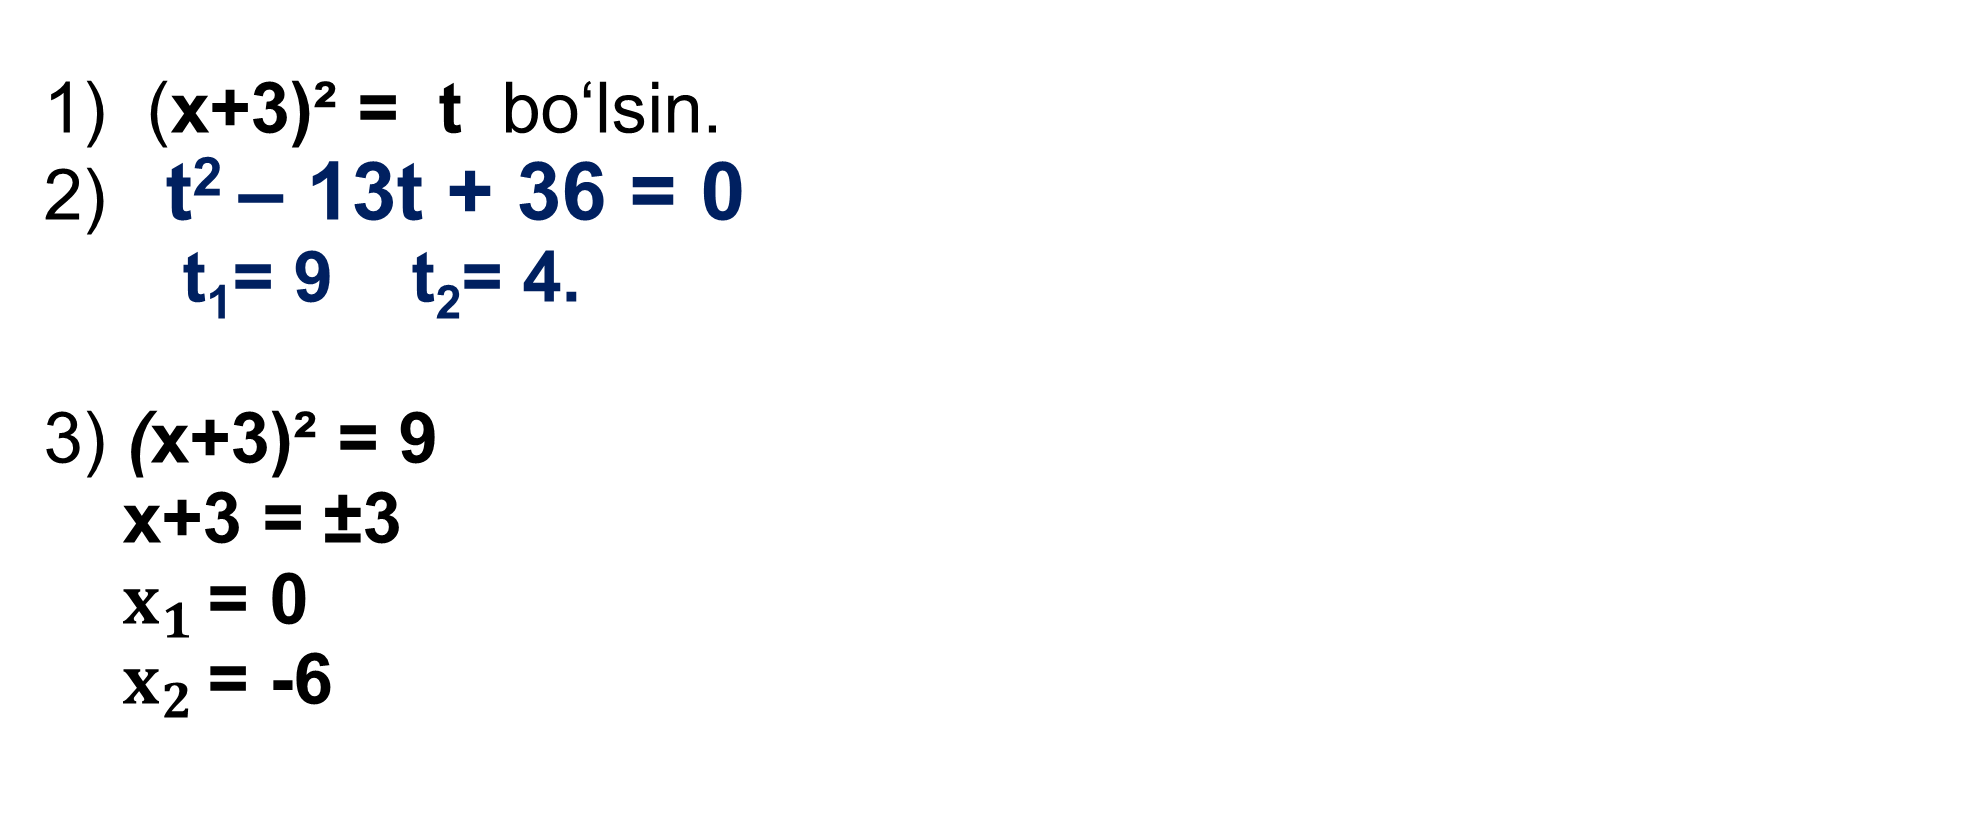 1) (x+3)² = t bo‘lsin.
2) t² – 13t + 36 = 0
t₁= 9 t₂= 4.
3) (x+3)² = 9
x+3 = ±3
x₁ = 0
x₂ = -6